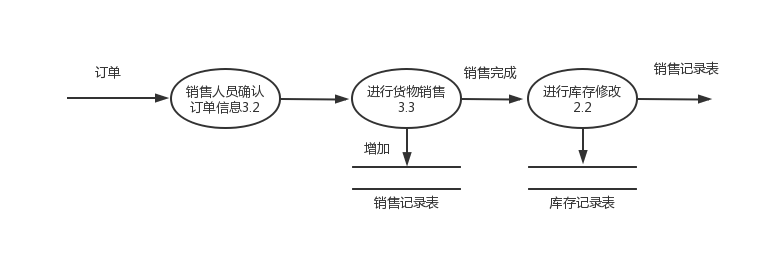 订单
销售人员确认
订单信息3.2
进行货物销售
3.3
销售完成
进行库存修改
2.2
销售记录表
增加
销售记录表
库存记录表